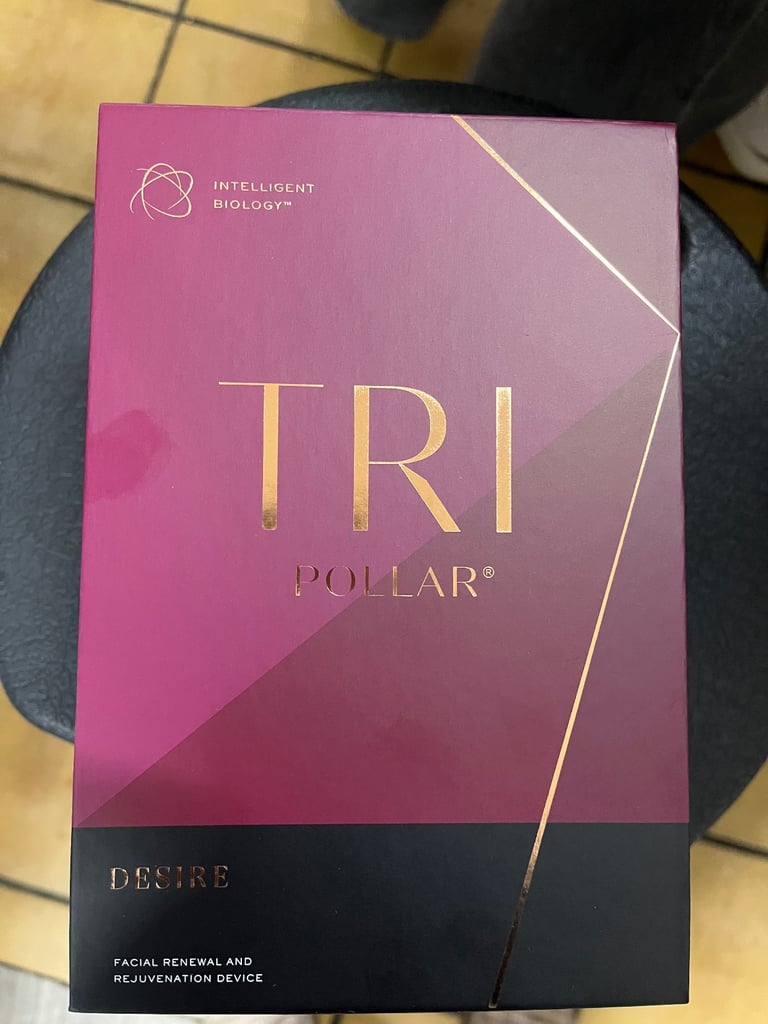 INTELLIGENT
BIOLOGY™
TRI
POLLAR®
DESIRE
FACIAL RENEWAL AND
REJUVENATION DEVICE